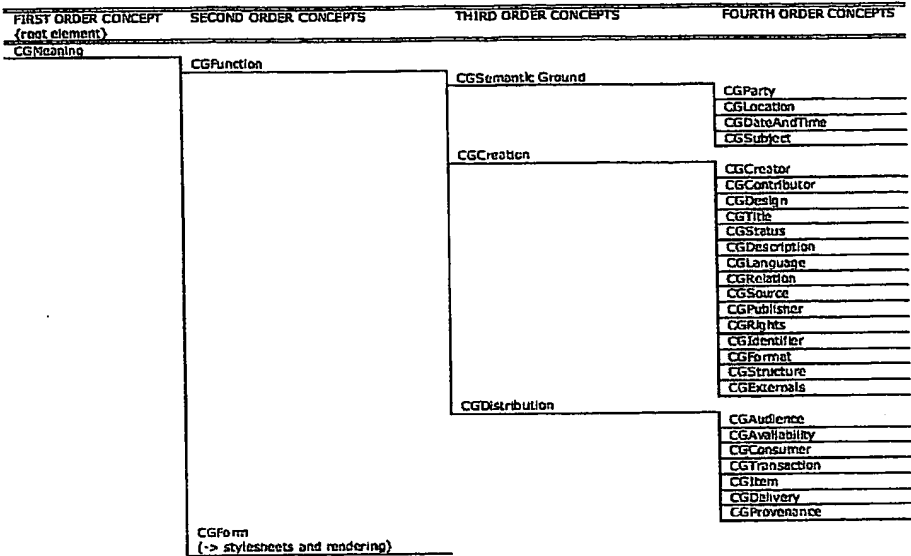 FIRST ORDER CONCEPT SECOND ORDER CONCEPTS THIRD ORDER CONCEPTS FOURTH ORDER CONCEPTS
{root element}
CGMeaning
CGFunction
CGSemantic Ground
CGParty
CGLocation
CGDateAndTime
CGSubject
CGCreation
CGCreator
CGContributor
CGDesign
CGTitle
CGStatus
CGDescription
CGLanguage
CGRelation
CGSource
CGPublisher
CGRights
CGIdentifier
CGFormat
CGStructure
CGExternals
CGDistribution
CGAudience
CGAvailability
CGConsumer
CGTransaction
CGItem
CGDelivery
CGProvenance
CGForm
{-> stylesheets and rendering}